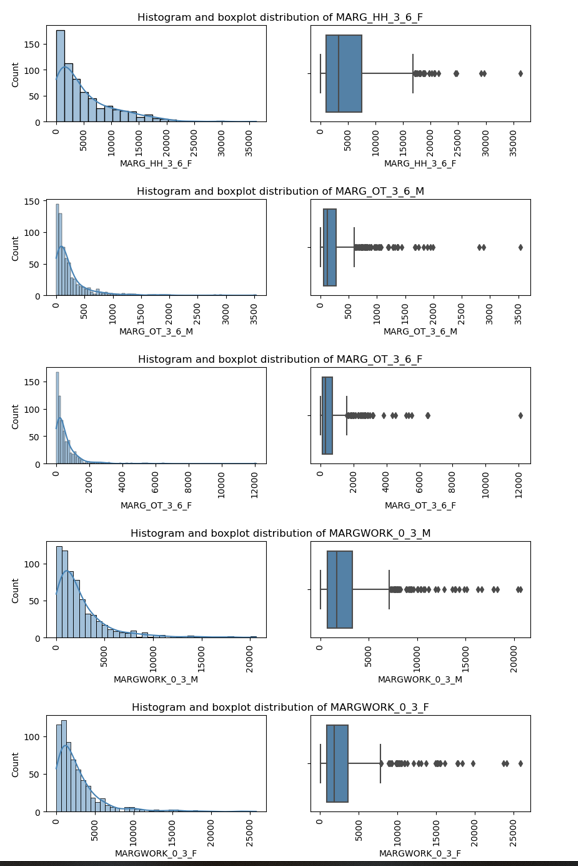 Histogram and boxplot distribution of MARG_HH_3_6_F
150
100
50
0
Count
0 5000 10000 15000 20000 25000 30000 35000
MARG_HH_3_6_F
0 5000 10000 15000 20000 25000 30000 35000
MARG_HH_3_6_F
Histogram and boxplot distribution of MARG_OT_3_6_M
150
100
50
0
Count
0 500 1000 1500 2000 2500 3000 3500
MARG_OT_3_6_M
0 500 1000 1500 2000 2500 3000 3500
MARG_OT_3_6_M
Histogram and boxplot distribution of MARG_OT_3_6_F
150
100
50
0
Count
0 2000 4000 6000 8000 10000 12000
MARG_OT_3_6_F
0 2000 4000 6000 8000 10000 12000
MARG_OT_3_6_F
Histogram and boxplot distribution of MARGWORK_0_3_M
100
50
0
Count
0 5000 10000 15000 20000
MARGWORK_0_3_M
0 5000 10000 15000 20000
MARGWORK_0_3_M
Histogram and boxplot distribution of MARGWORK_0_3_F
100
50
0
Count
0 5000 10000 15000 20000 25000
MARGWORK_0_3_F
0 5000 10000 15000 20000 25000
MARGWORK_0_3_F